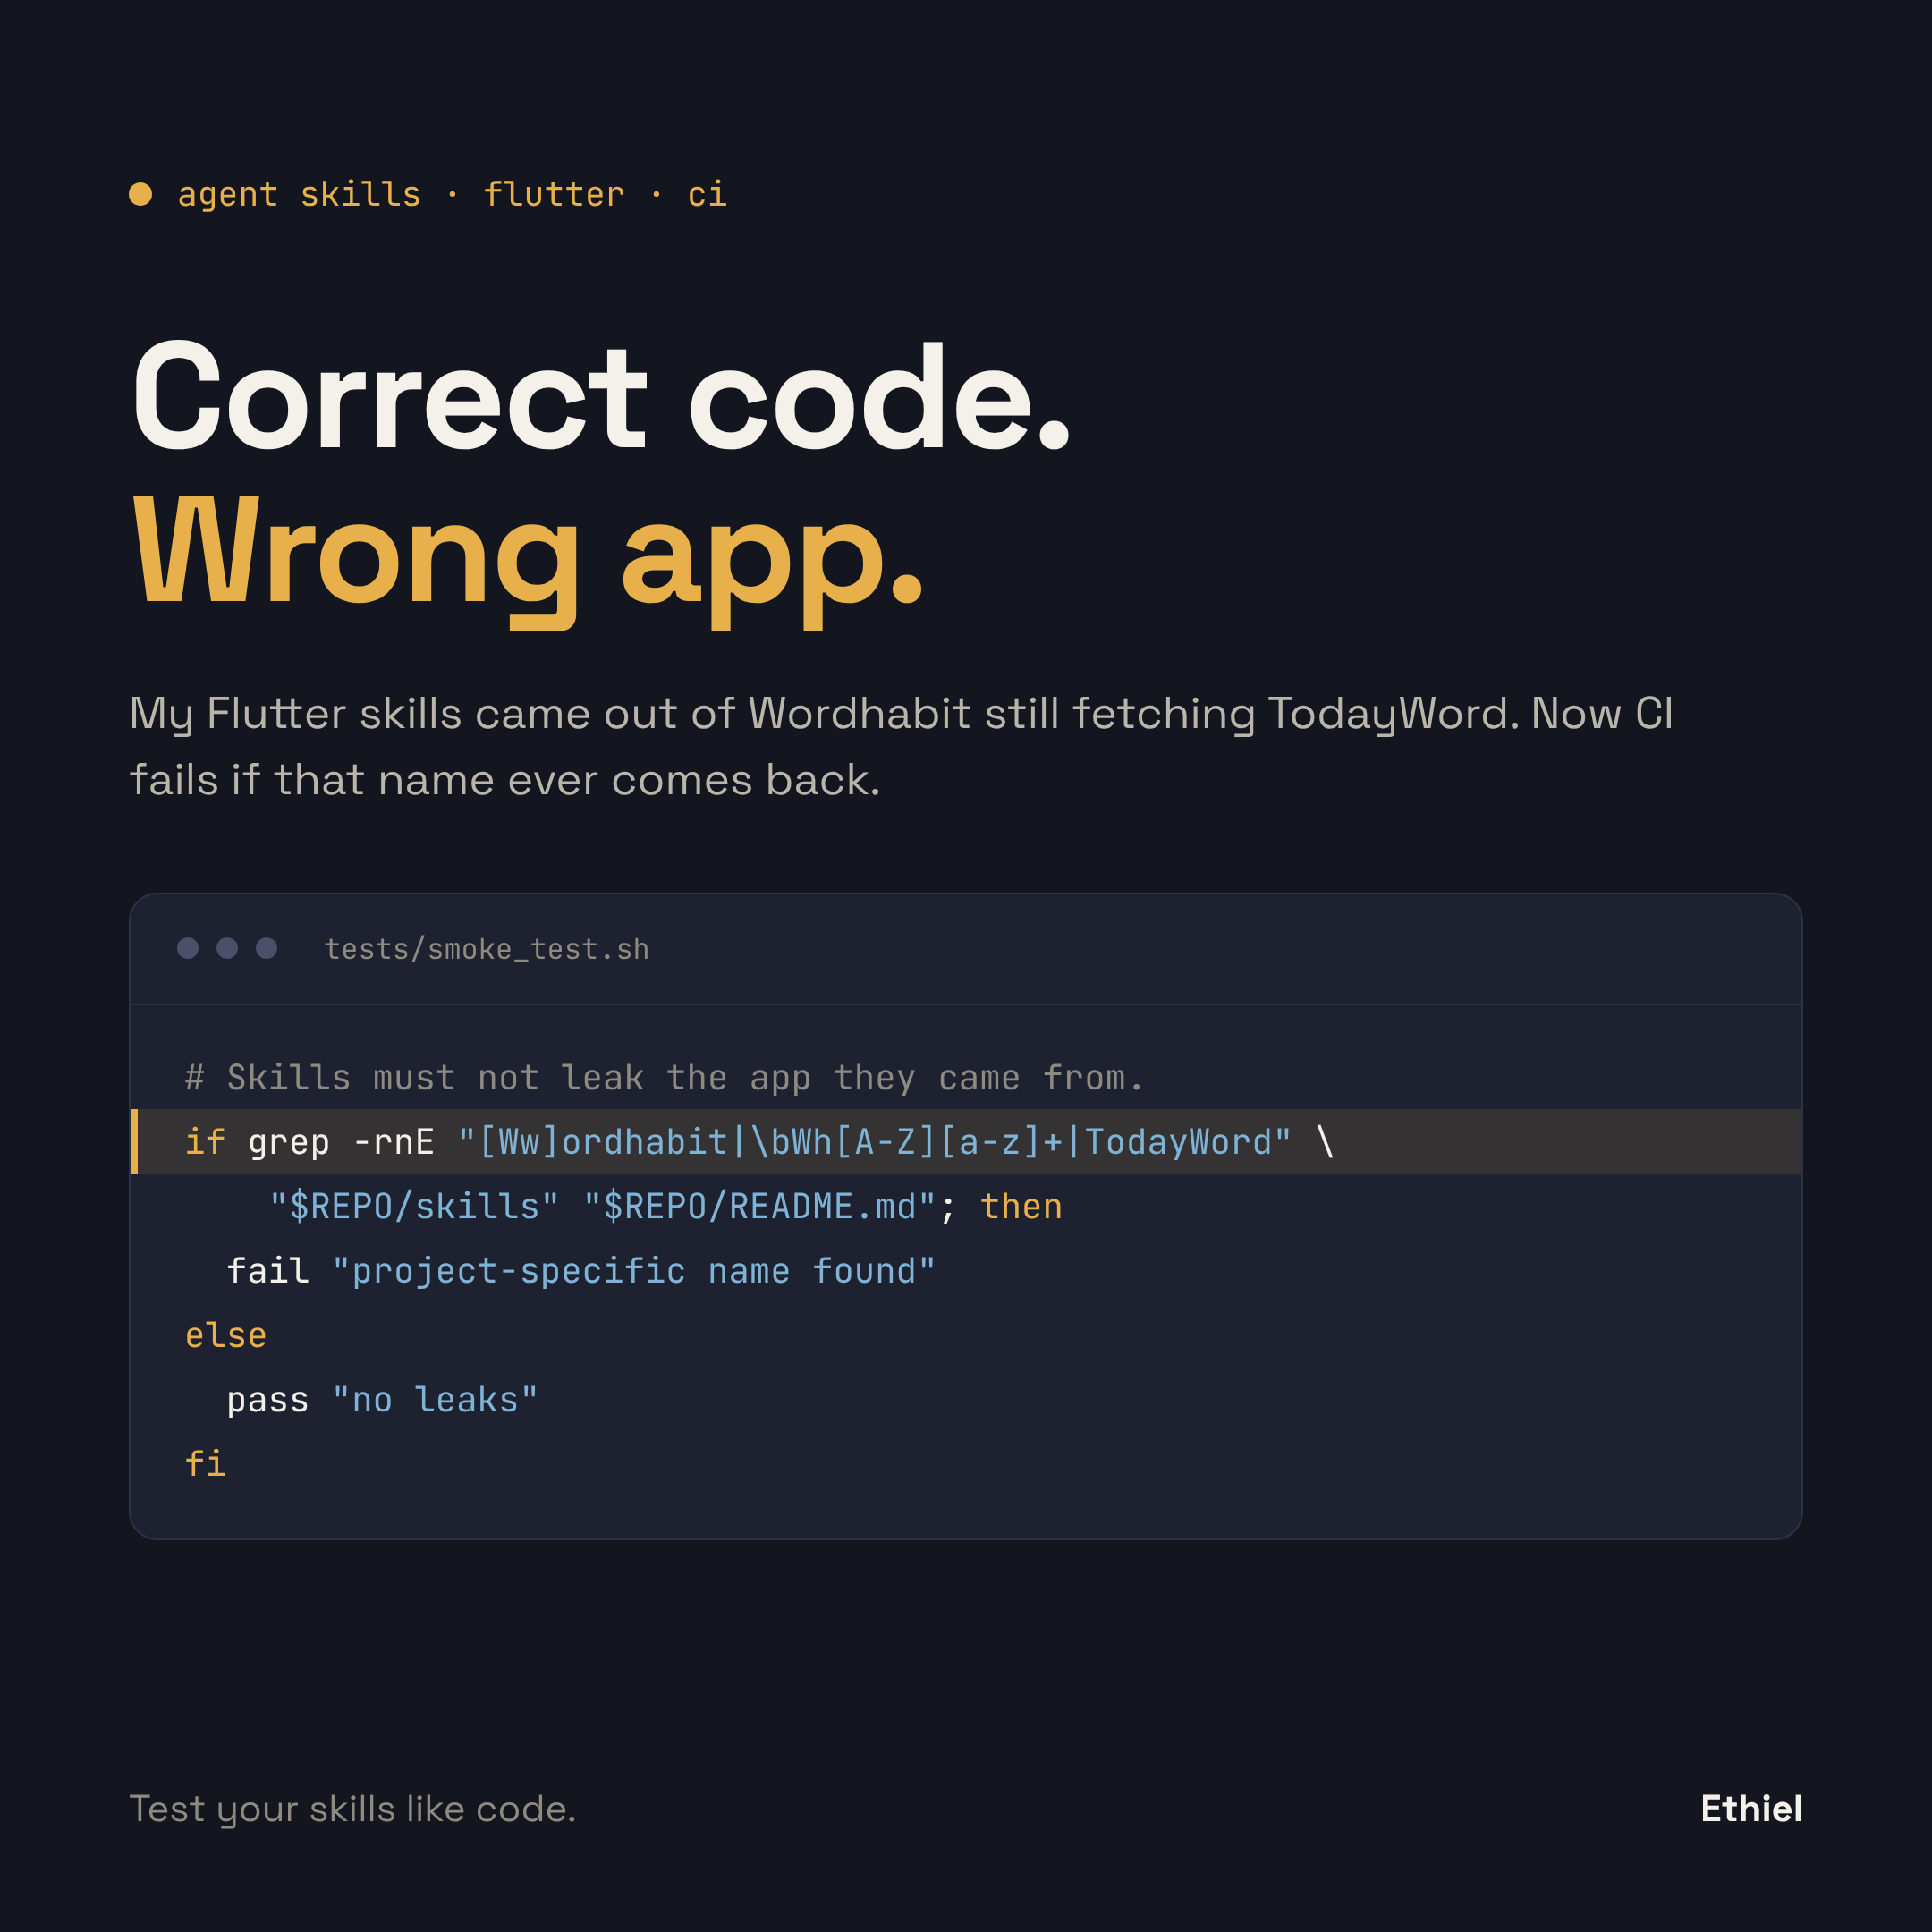 agent skills · flutter · ci
Correct code.
Wrong app.
My Flutter skills came out of Wordhabit still fetching TodayWord. Now CI
fails if that name ever comes back.
tests/smoke_test.sh
# Skills must not leak the app they came from.
if grep -rnE "[Ww]ordhabit|\bWh[A-Z][a-z]+|TodayWord" \
    "$REPO/skills" "$REPO/README.md"; then
  fail "project-specific name found"
else
  pass "no leaks"
fi
Test your skills like code.
Ethiel